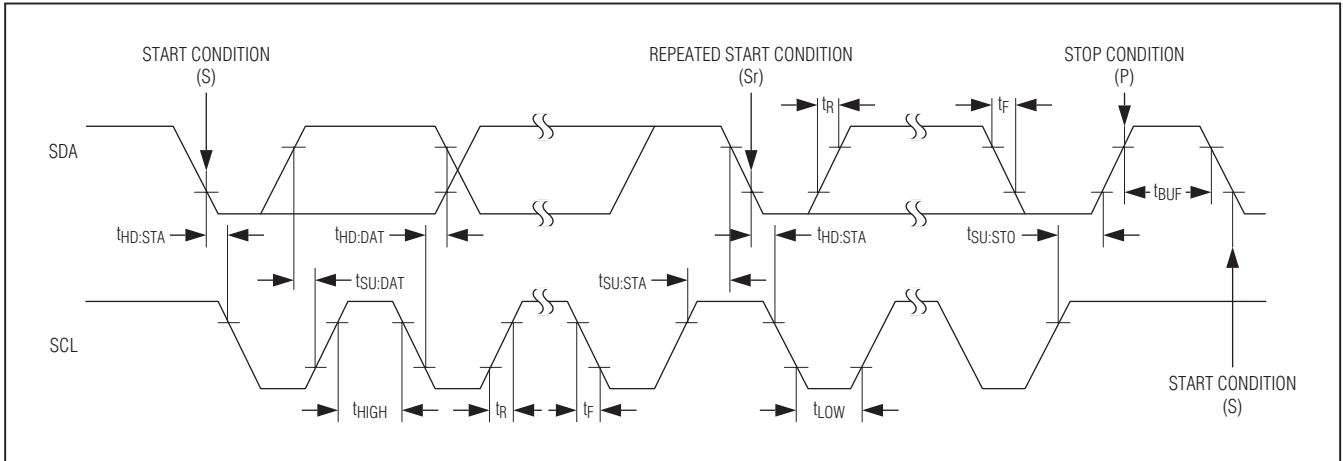 START CONDITION
(S)
REPEATED START CONDITION
(Sr)
STOP CONDITION
(P)
tR
tF
SDA
tBUF
tHD:STA
tHD:DAT
tHD:STA
tSU:STO
tSU:DAT
tSU:STA
SCL
tHIGH
tR
tF
tLOW
START CONDITION
(S)